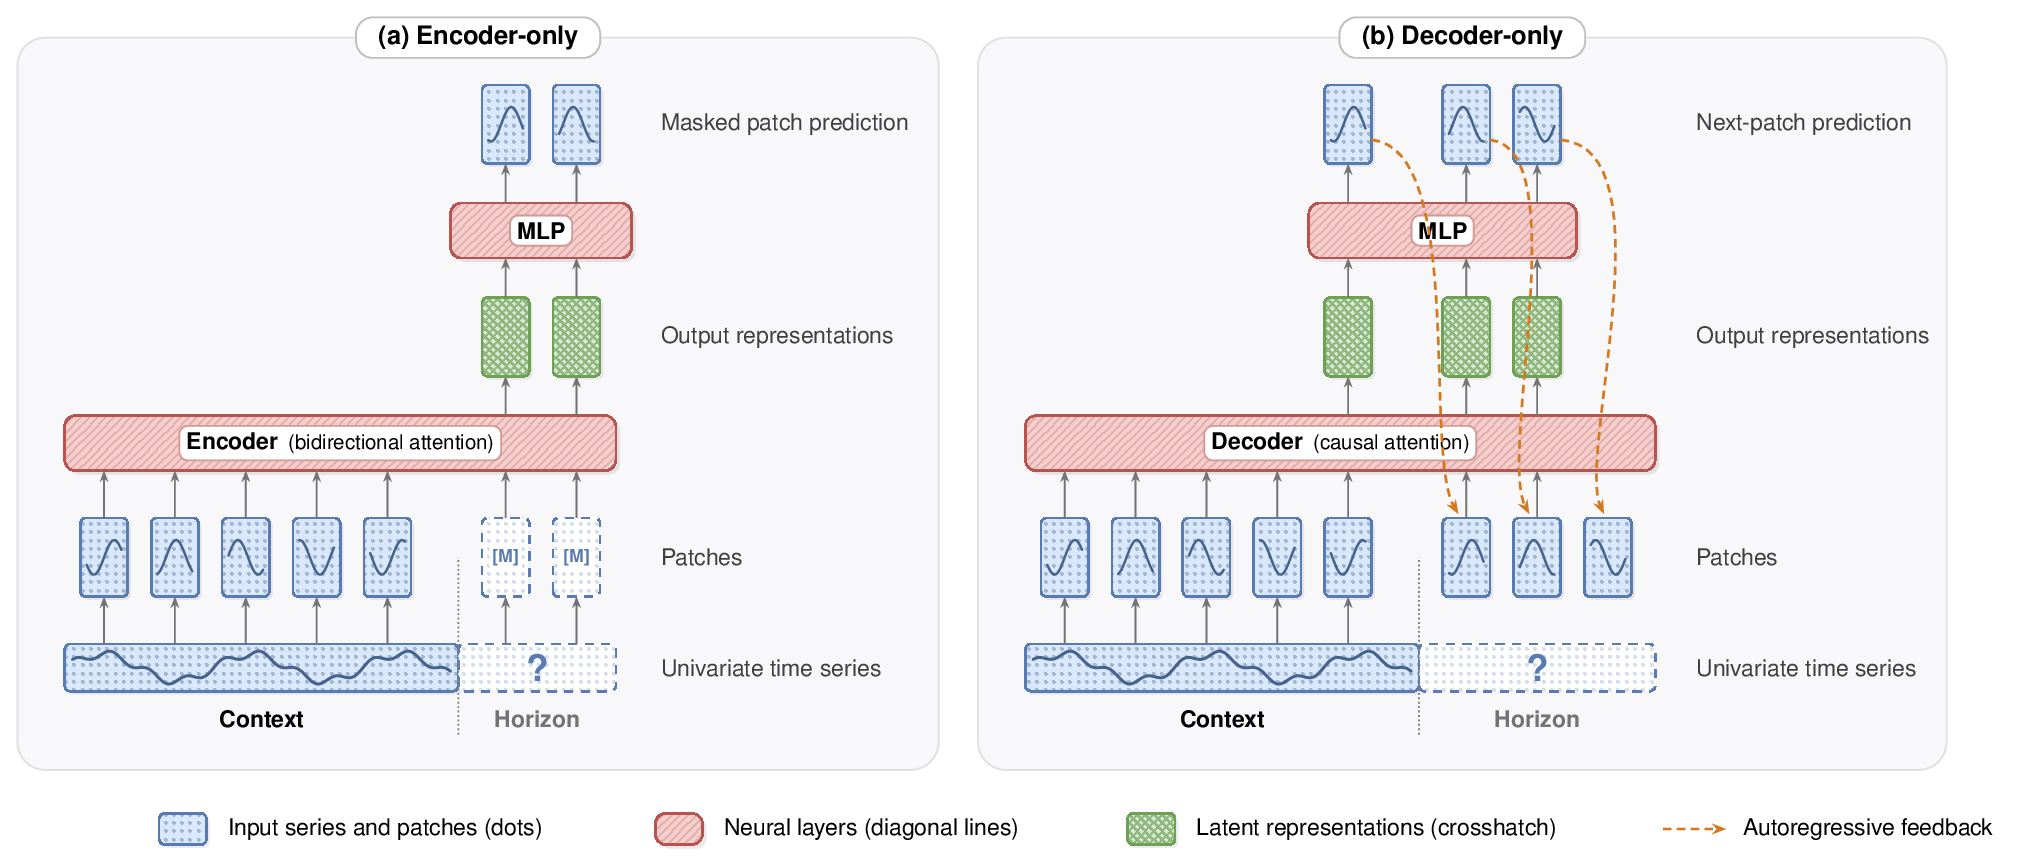 (a) Encoder-only
Masked patch prediction
MLP
Output representations
Encoder (bidirectional attention)
[M] [M]
Patches
?
Univariate time series
Context
Horizon
(b) Decoder-only
Next-patch prediction
MLP
Output representations
Decoder (causal attention)
Patches
?
Univariate time series
Context
Horizon
Input series and patches (dots)
Neural layers (diagonal lines)
Latent representations (crosshatch)
Autoregressive feedback